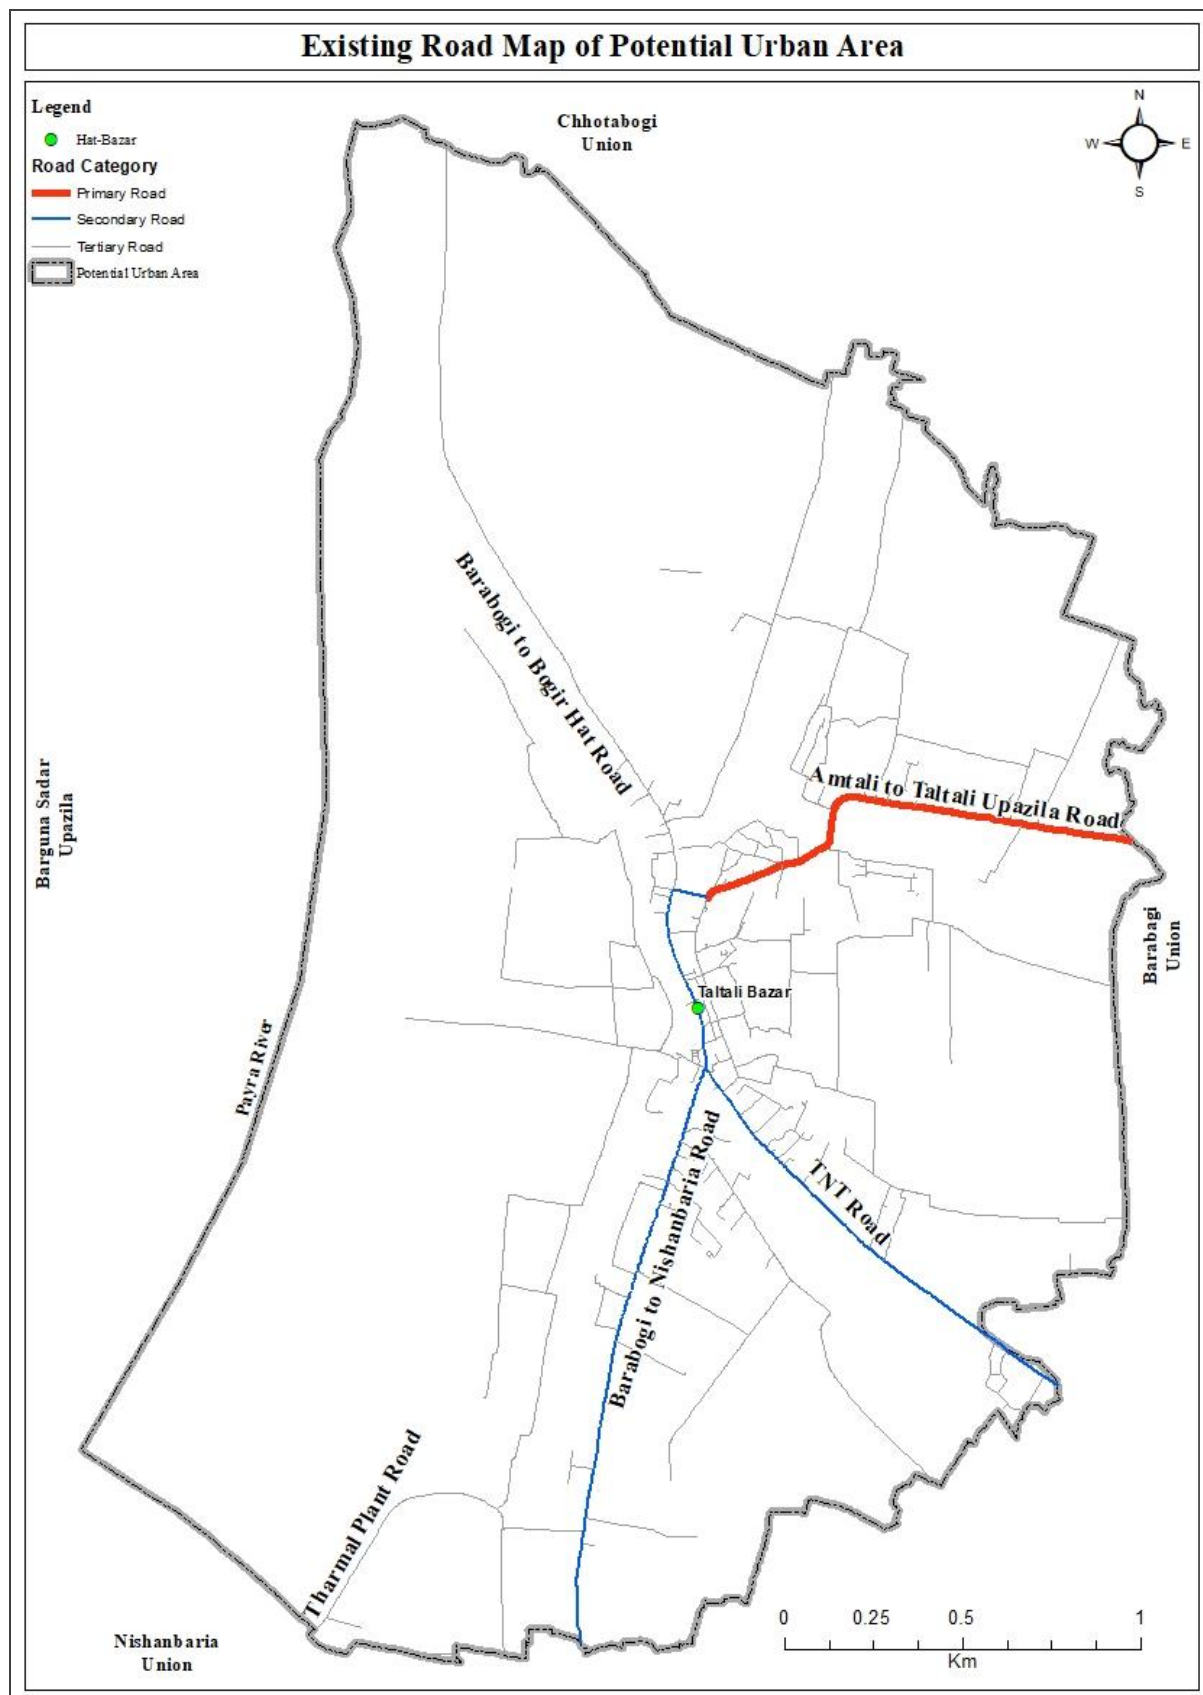 Existing Road Map of Potential Urban Area
Legend
Hat-Bazar
Road Category
Primary Road
Secondary Road
Tertiary Road
Potential Urban Area
Chhotabogi
Union
N
W
E
S
Barabogi to Bogir Hat Road
Amtali to Taltali Upazila Road
Barguna Sadar
Upazila
Barabagi
Union
Taltali Bazar
Payra River
TNT Road
Barabogi to Nishanbaria Road
Tharmal Plant Road
Nishanbaria
Union
0 0.25 0.5 1
Km